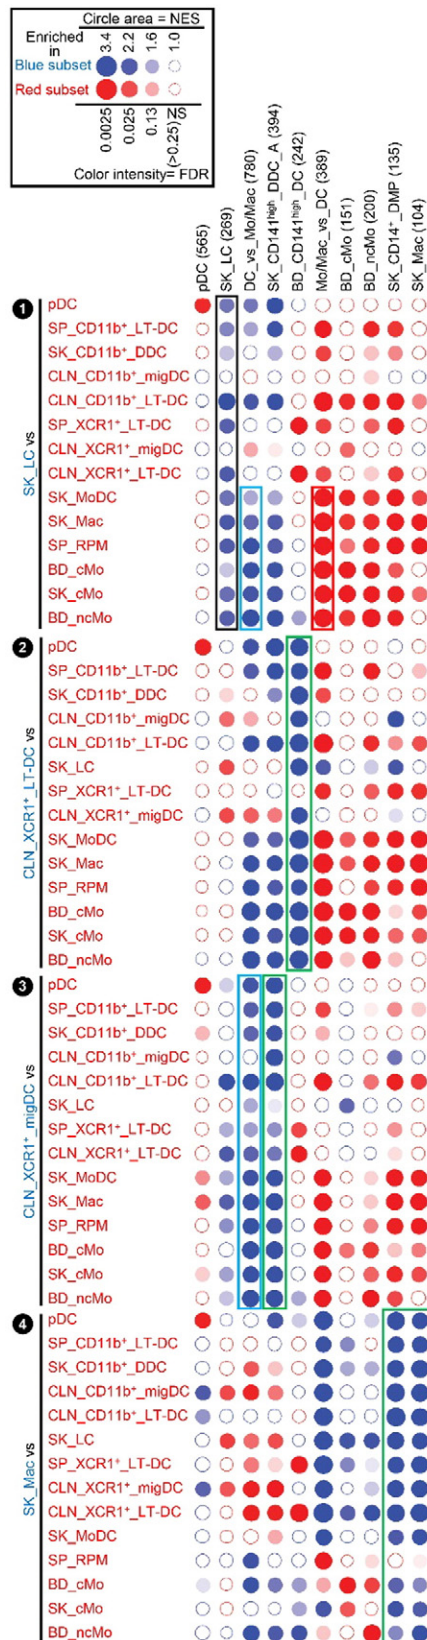 Circle area = NES
Enriched in
3.4
2.2
1.6
1.0
Blue subset
Red subset
0.0025
0.025
0.13
NS (>0.25)
Color intensity= FDR
pDC (565)
SK_LC (269)
DC_vs_Mo/Mac (780)
SK_CD141high_DDC_A (394)
BD_CD141high_DC (242)
Mo/Mac_vs_DC (389)
BD_cMo (151)
BD_ncMo (200)
SK_CD14+_DMP (135)
SK_Mac (104)
1
SK_LC vs
pDC
SP_CD11b+_LT-DC
SK_CD11b+_DDC
CLN_CD11b+_migDC
CLN_CD11b+_LT-DC
SP_XCR1+_LT-DC
CLN_XCR1+_migDC
CLN_XCR1+_LT-DC
SK_MoDC
SK_Mac
SP_RPM
BD_cMo
SK_cMo
BD_ncMo
2
CLN_XCR1+_LT-DC vs
pDC
SP_CD11b+_LT-DC
SK_CD11b+_DDC
CLN_CD11b+_migDC
CLN_CD11b+_LT-DC
SK_LC
SP_XCR1+_LT-DC
CLN_XCR1+_migDC
SK_MoDC
SK_Mac
SP_RPM
BD_cMo
SK_cMo
BD_ncMo
3
CLN_XCR1+_migDC vs
pDC
SP_CD11b+_LT-DC
SK_CD11b+_DDC
CLN_CD11b+_migDC
CLN_CD11b+_LT-DC
SK_LC
SP_XCR1+_LT-DC
CLN_XCR1+_LT-DC
SK_MoDC
SK_Mac
SP_RPM
BD_cMo
SK_cMo
BD_ncMo
4
SK_Mac vs
pDC
SP_CD11b+_LT-DC
SK_CD11b+_DDC
CLN_CD11b+_migDC
CLN_CD11b+_LT-DC
SK_LC
SP_XCR1+_LT-DC
CLN_XCR1+_migDC
CLN_XCR1+_LT-DC
SK_MoDC
SP_RPM
BD_cMo
SK_cMo
BD_ncMo